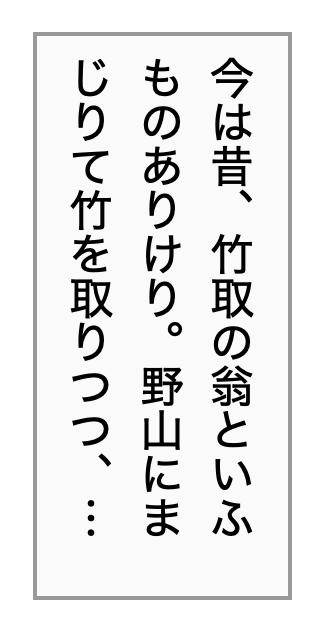 今は昔、竹取の翁といふ
ものありけり。野山にま
じりて竹を取りつつ、…